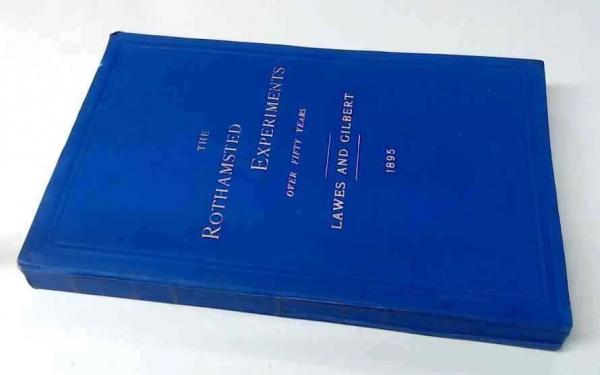 THE
ROTHAMSTED
EXPERIMENTS
OVER FIFTY YEARS
LAWES AND GILBERT
1895